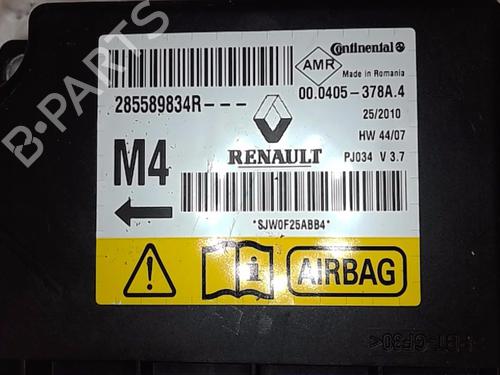 Continental
AMR
Made in Romania
285589834R---
00.0405-378A.4
25/2010
HW 44/07
M4
RENAULT
PJ034 V 3.7
*SJW0F25ABB4*
AIRBAG
B-Parts